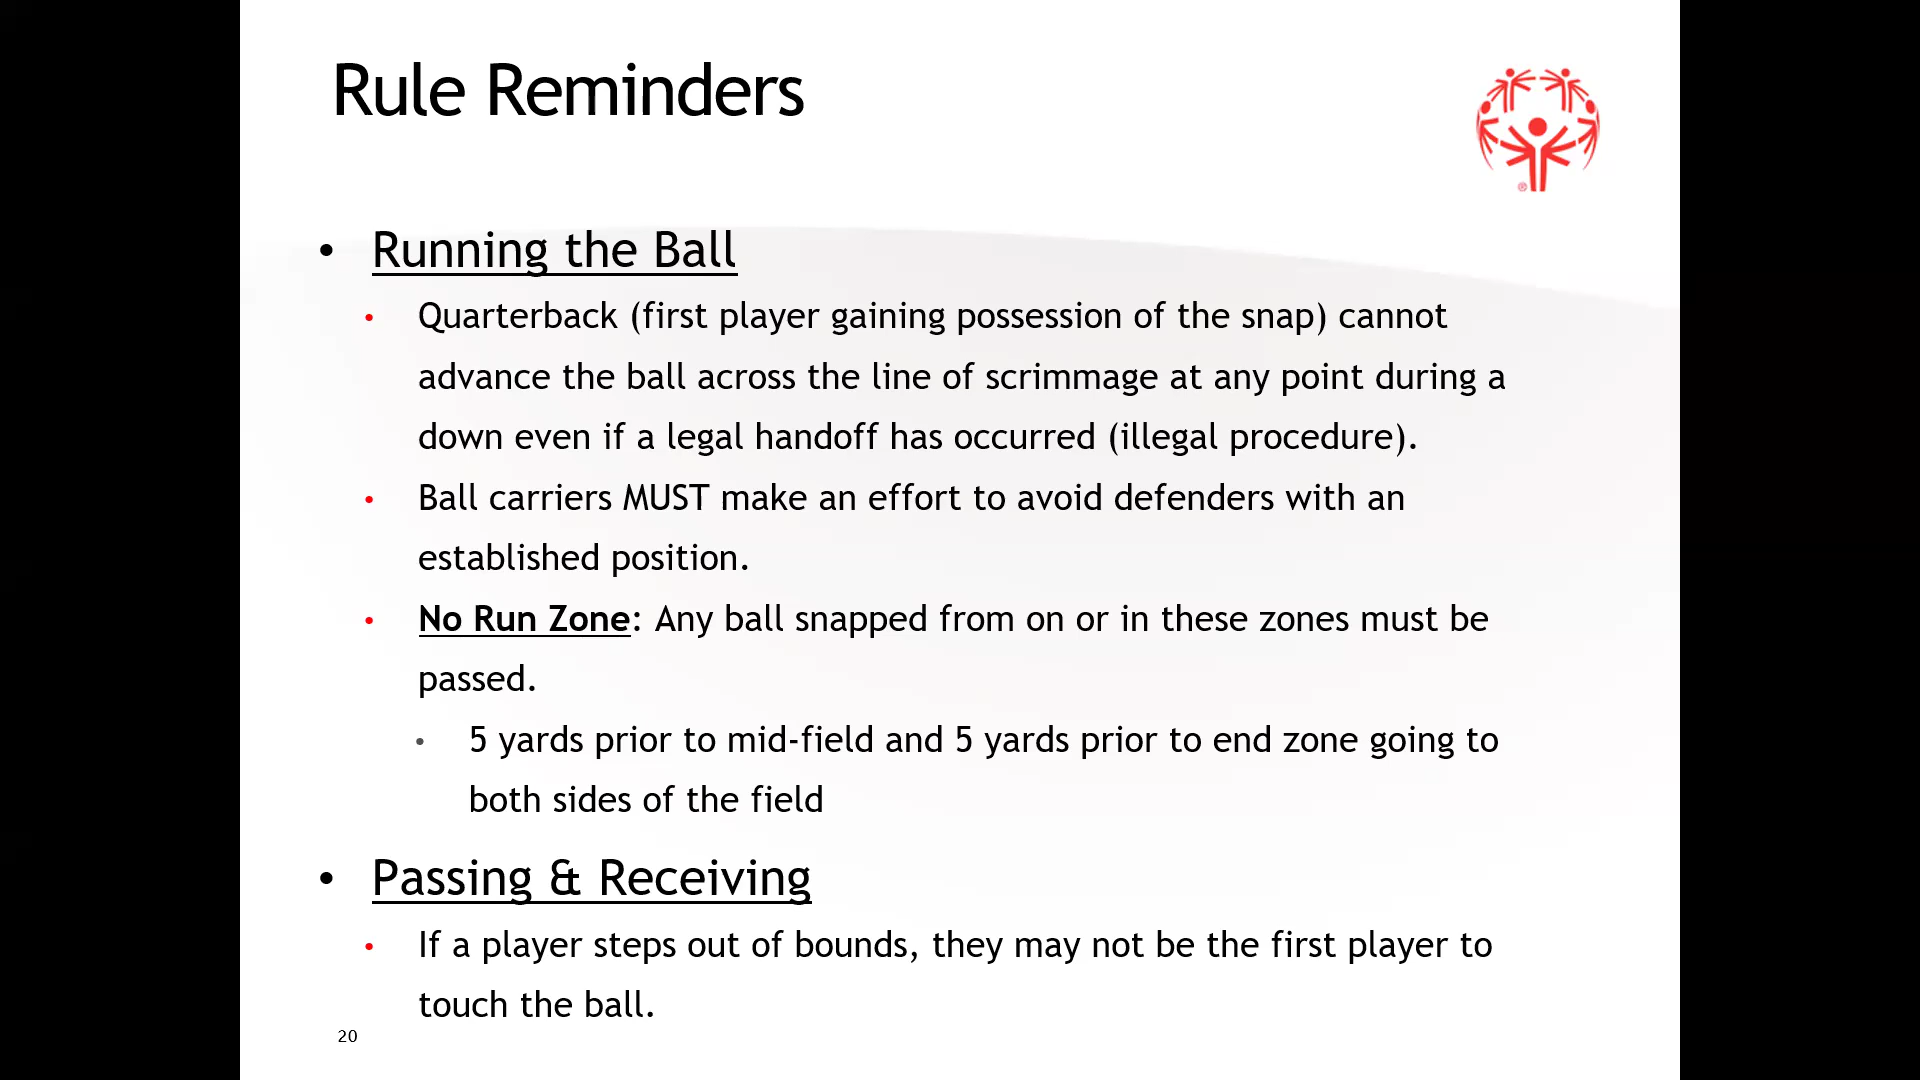 Rule Reminders
®
• Running the Ball
• Quarterback (first player gaining possession of the snap) cannot
advance the ball across the line of scrimmage at any point during a
down even if a legal handoff has occurred (illegal procedure).
• Ball carriers MUST make an effort to avoid defenders with an
established position.
• No Run Zone: Any ball snapped from on or in these zones must be
passed.
• 5 yards prior to mid-field and 5 yards prior to end zone going to
both sides of the field
• Passing & Receiving
• If a player steps out of bounds, they may not be the first player to
touch the ball.
20